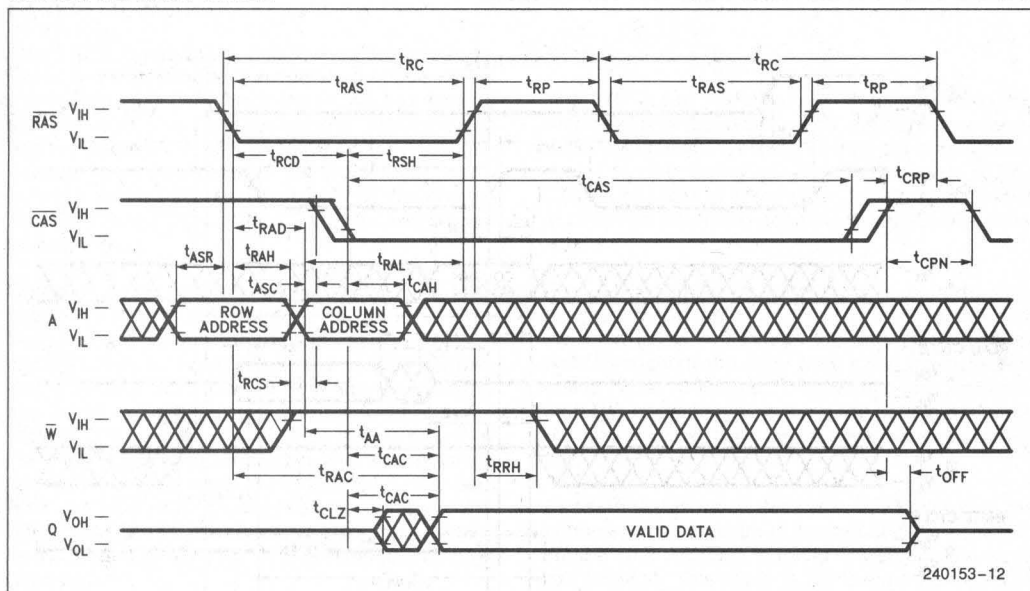 tRC tRC
tRAS tRP tRAS tRP
RAS VIH
VIL
tRCD tRSH
tCAS tCRP
CAS VIH
VIL
tRAD
tRAL tCPN
tASR tRAH
tASC tCAH
A VIH
VIL
ROW ADDRESS
COLUMN ADDRESS
tRCS
W VIH
VIL
tAA
tCAC
tRAC tRRH tOFF
tCAC
tCLZ
Q VOH
VOL
VALID DATA
240153-12